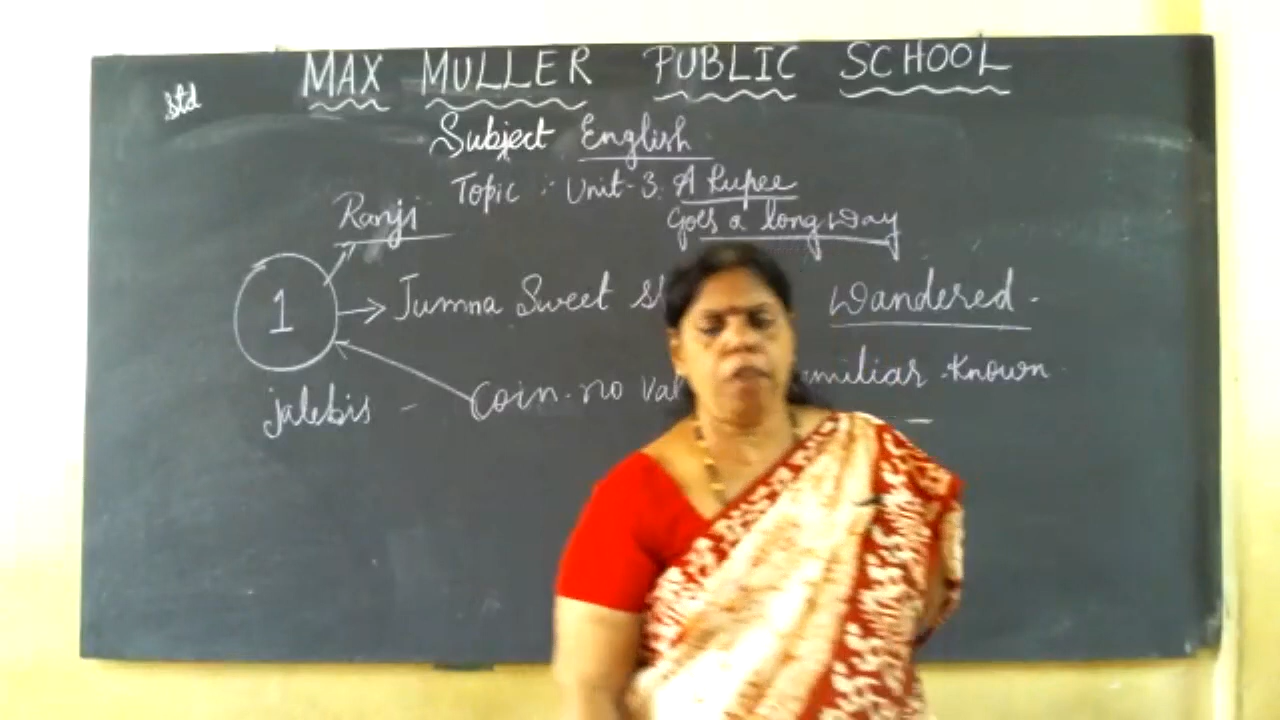 MAX MULLER PUBLIC SCHOOL
std
Subject English
Topic :- Unit-3. A Rupee
Goes a long Way
Ranji
1
Jumna Sweet
Wandered.
Coin.no
Known
jalebis -